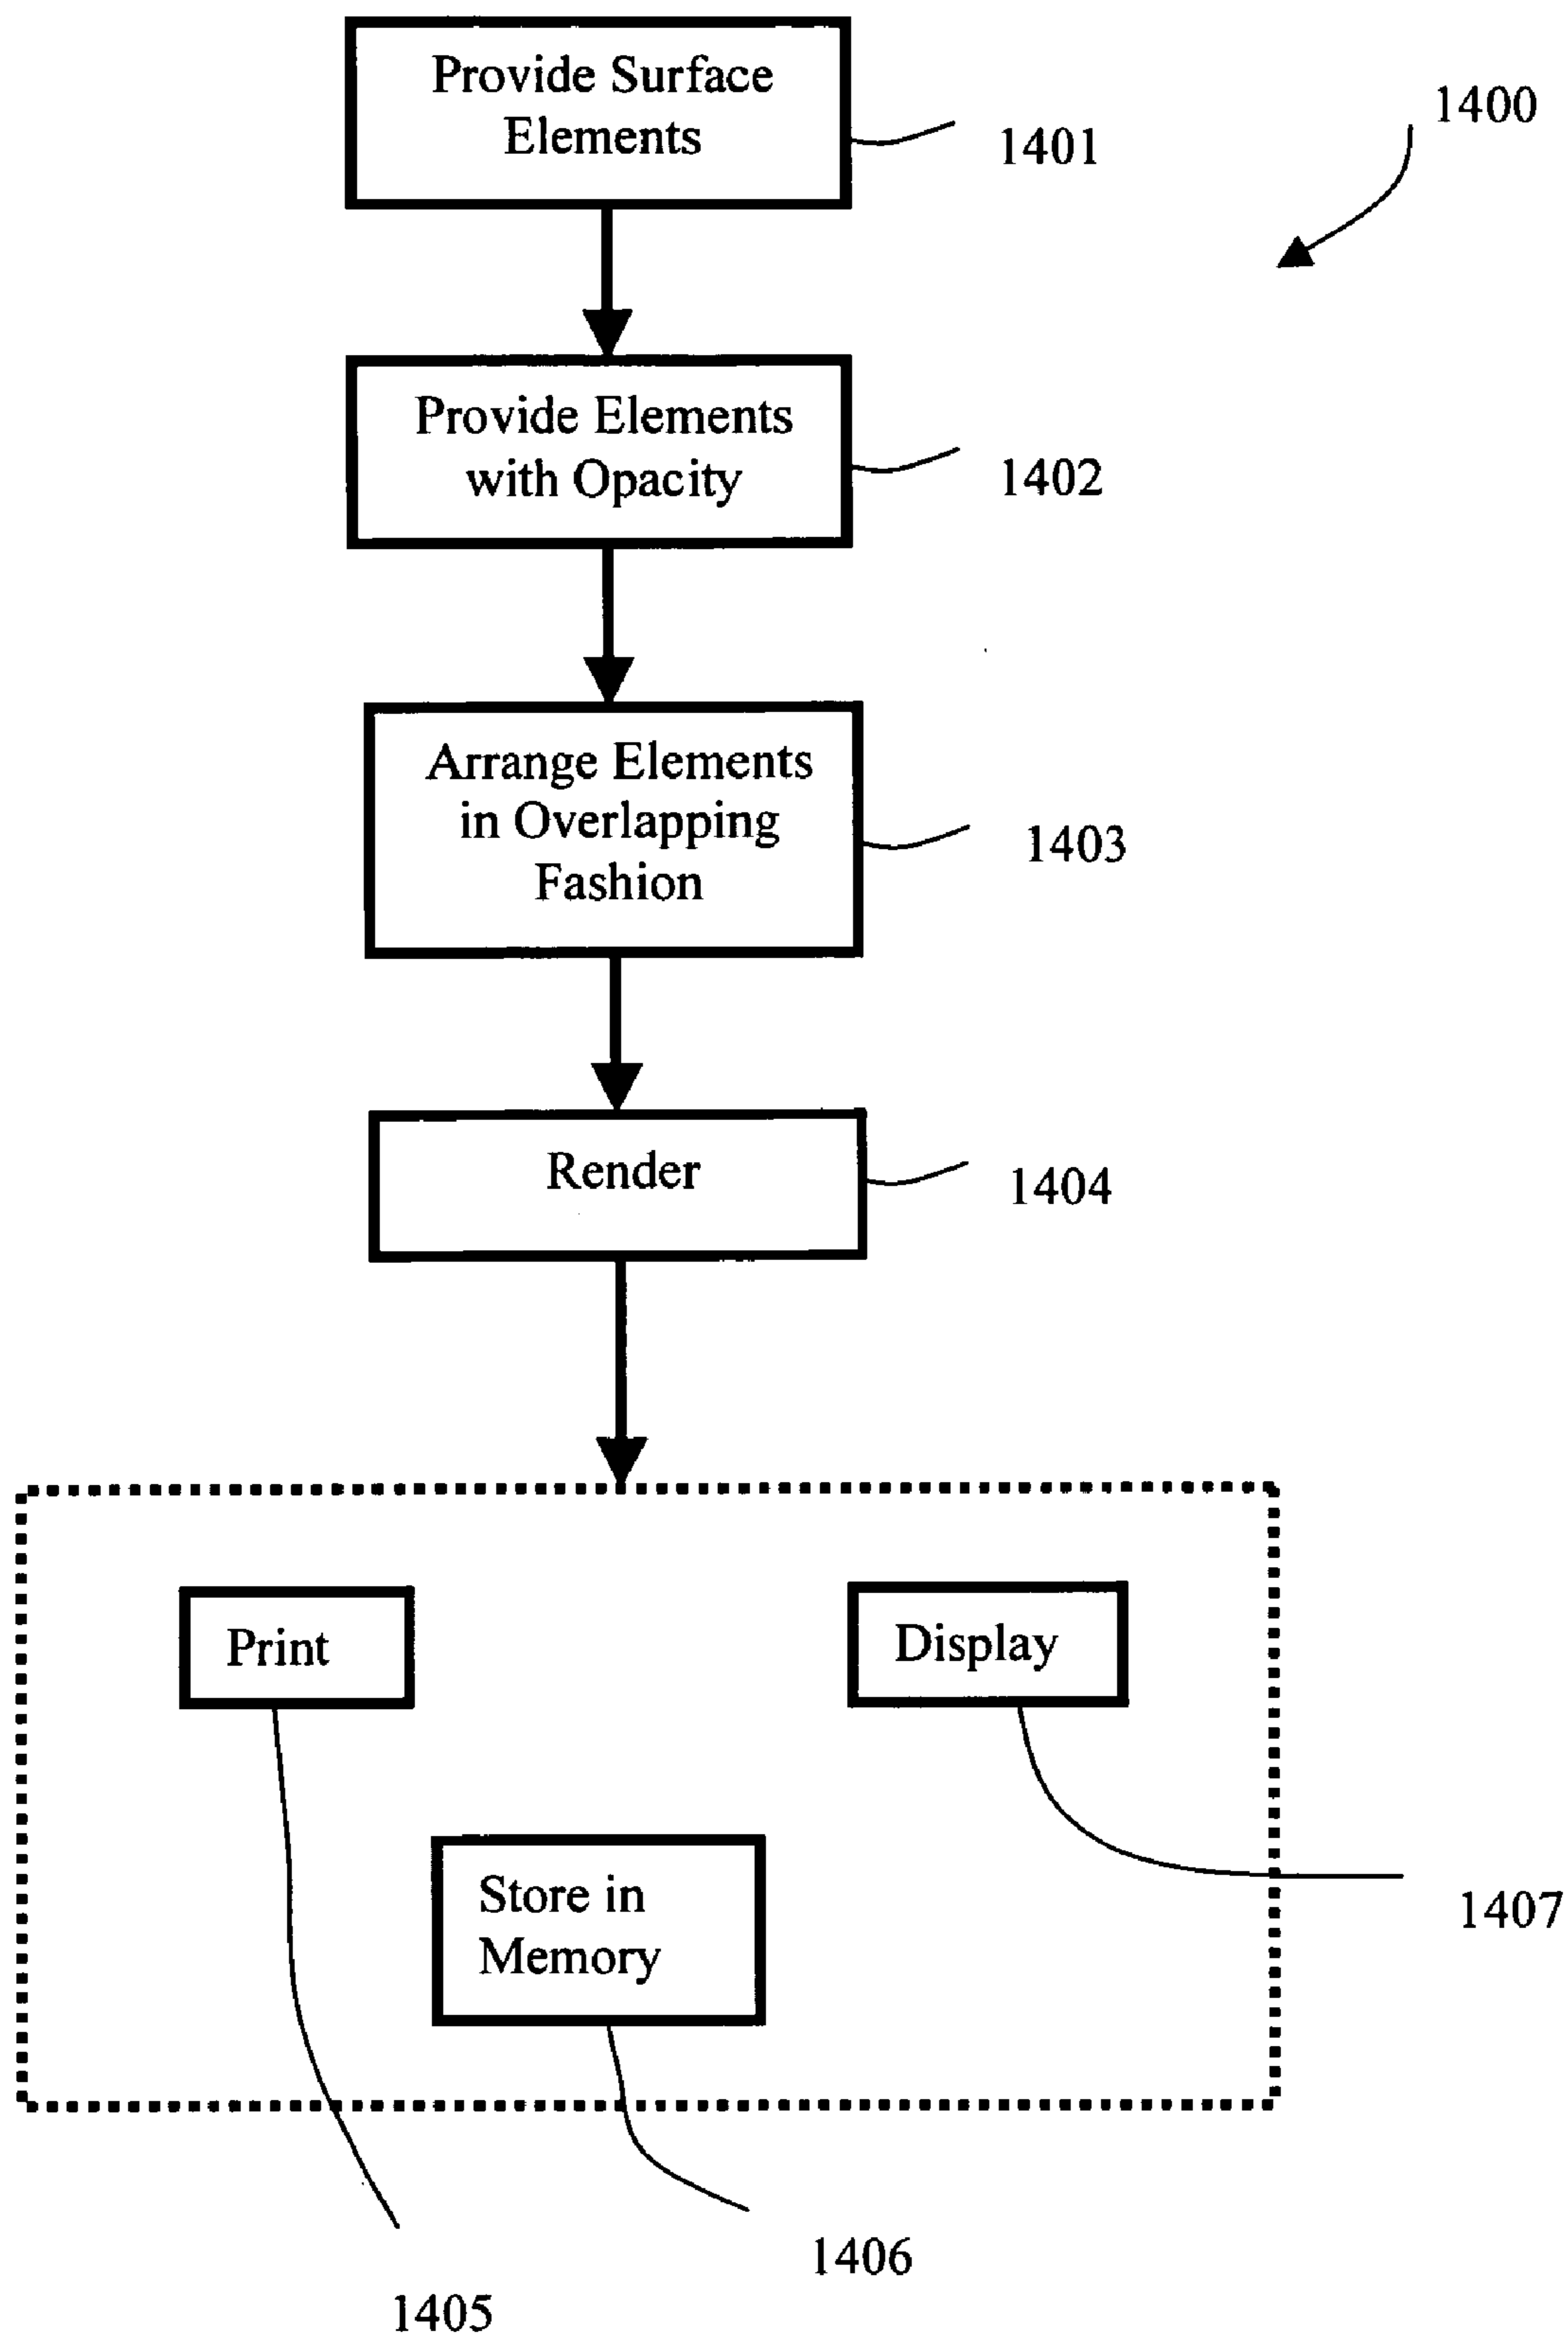 Provide Surface
Elements
1401
1400
Provide Elements
with Opacity
1402
Arrange Elements
in Overlapping
Fashion
1403
Render
1404
Print
Display
Store in
Memory
1407
1406
1405